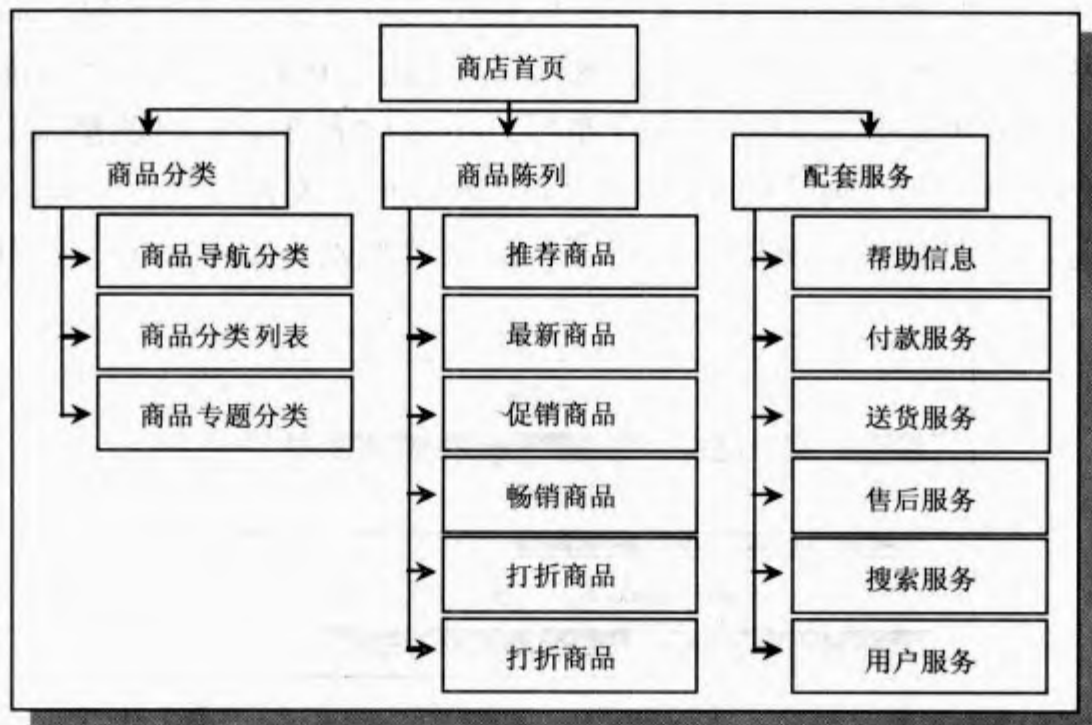 商店首页
商品分类
商品导航分类
商品分类列表
商品专题分类
商品陈列
推荐商品
最新商品
促销商品
畅销商品
打折商品
打折商品
配套服务
帮助信息
付款服务
送货服务
售后服务
搜索服务
用户服务